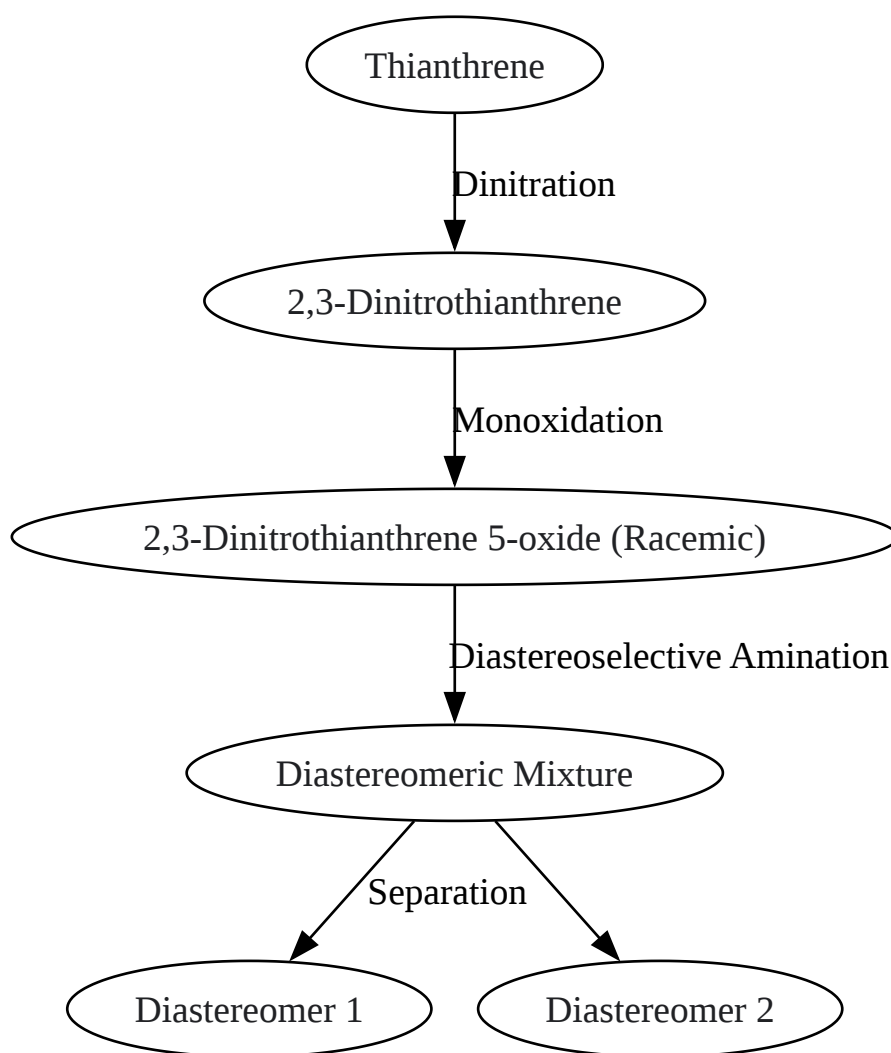 Thianthrene
Dinitration
2,3-Dinitrothianthrene
Monoxidation
2,3-Dinitrothianthrene 5-oxide (Racemic)
Diastereoselective Amination
Diastereomeric Mixture
Separation
Diastereomer 1
Diastereomer 2